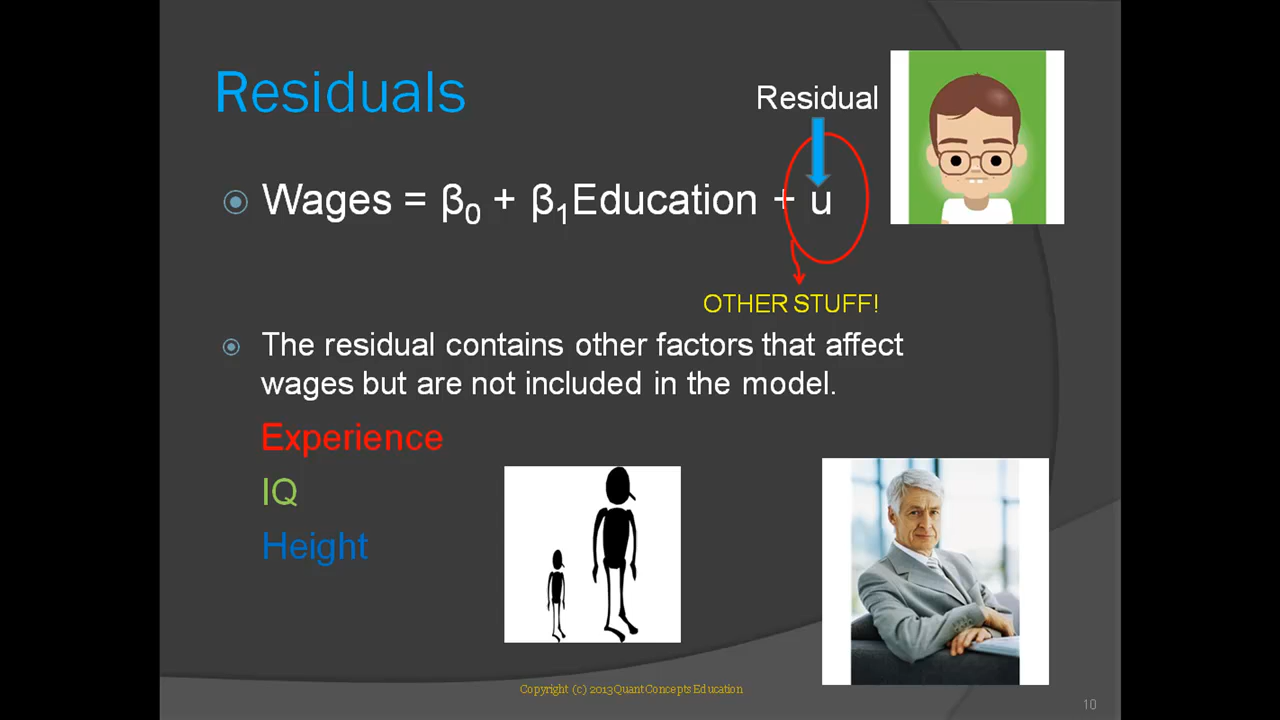 Residuals
Residual
Wages = β₀ + β₁Education + u
OTHER STUFF!
The residual contains other factors that affect
wages but are not included in the model.
Experience
IQ
Height
Copyright (c) 2013 Quant Concepts Education
10